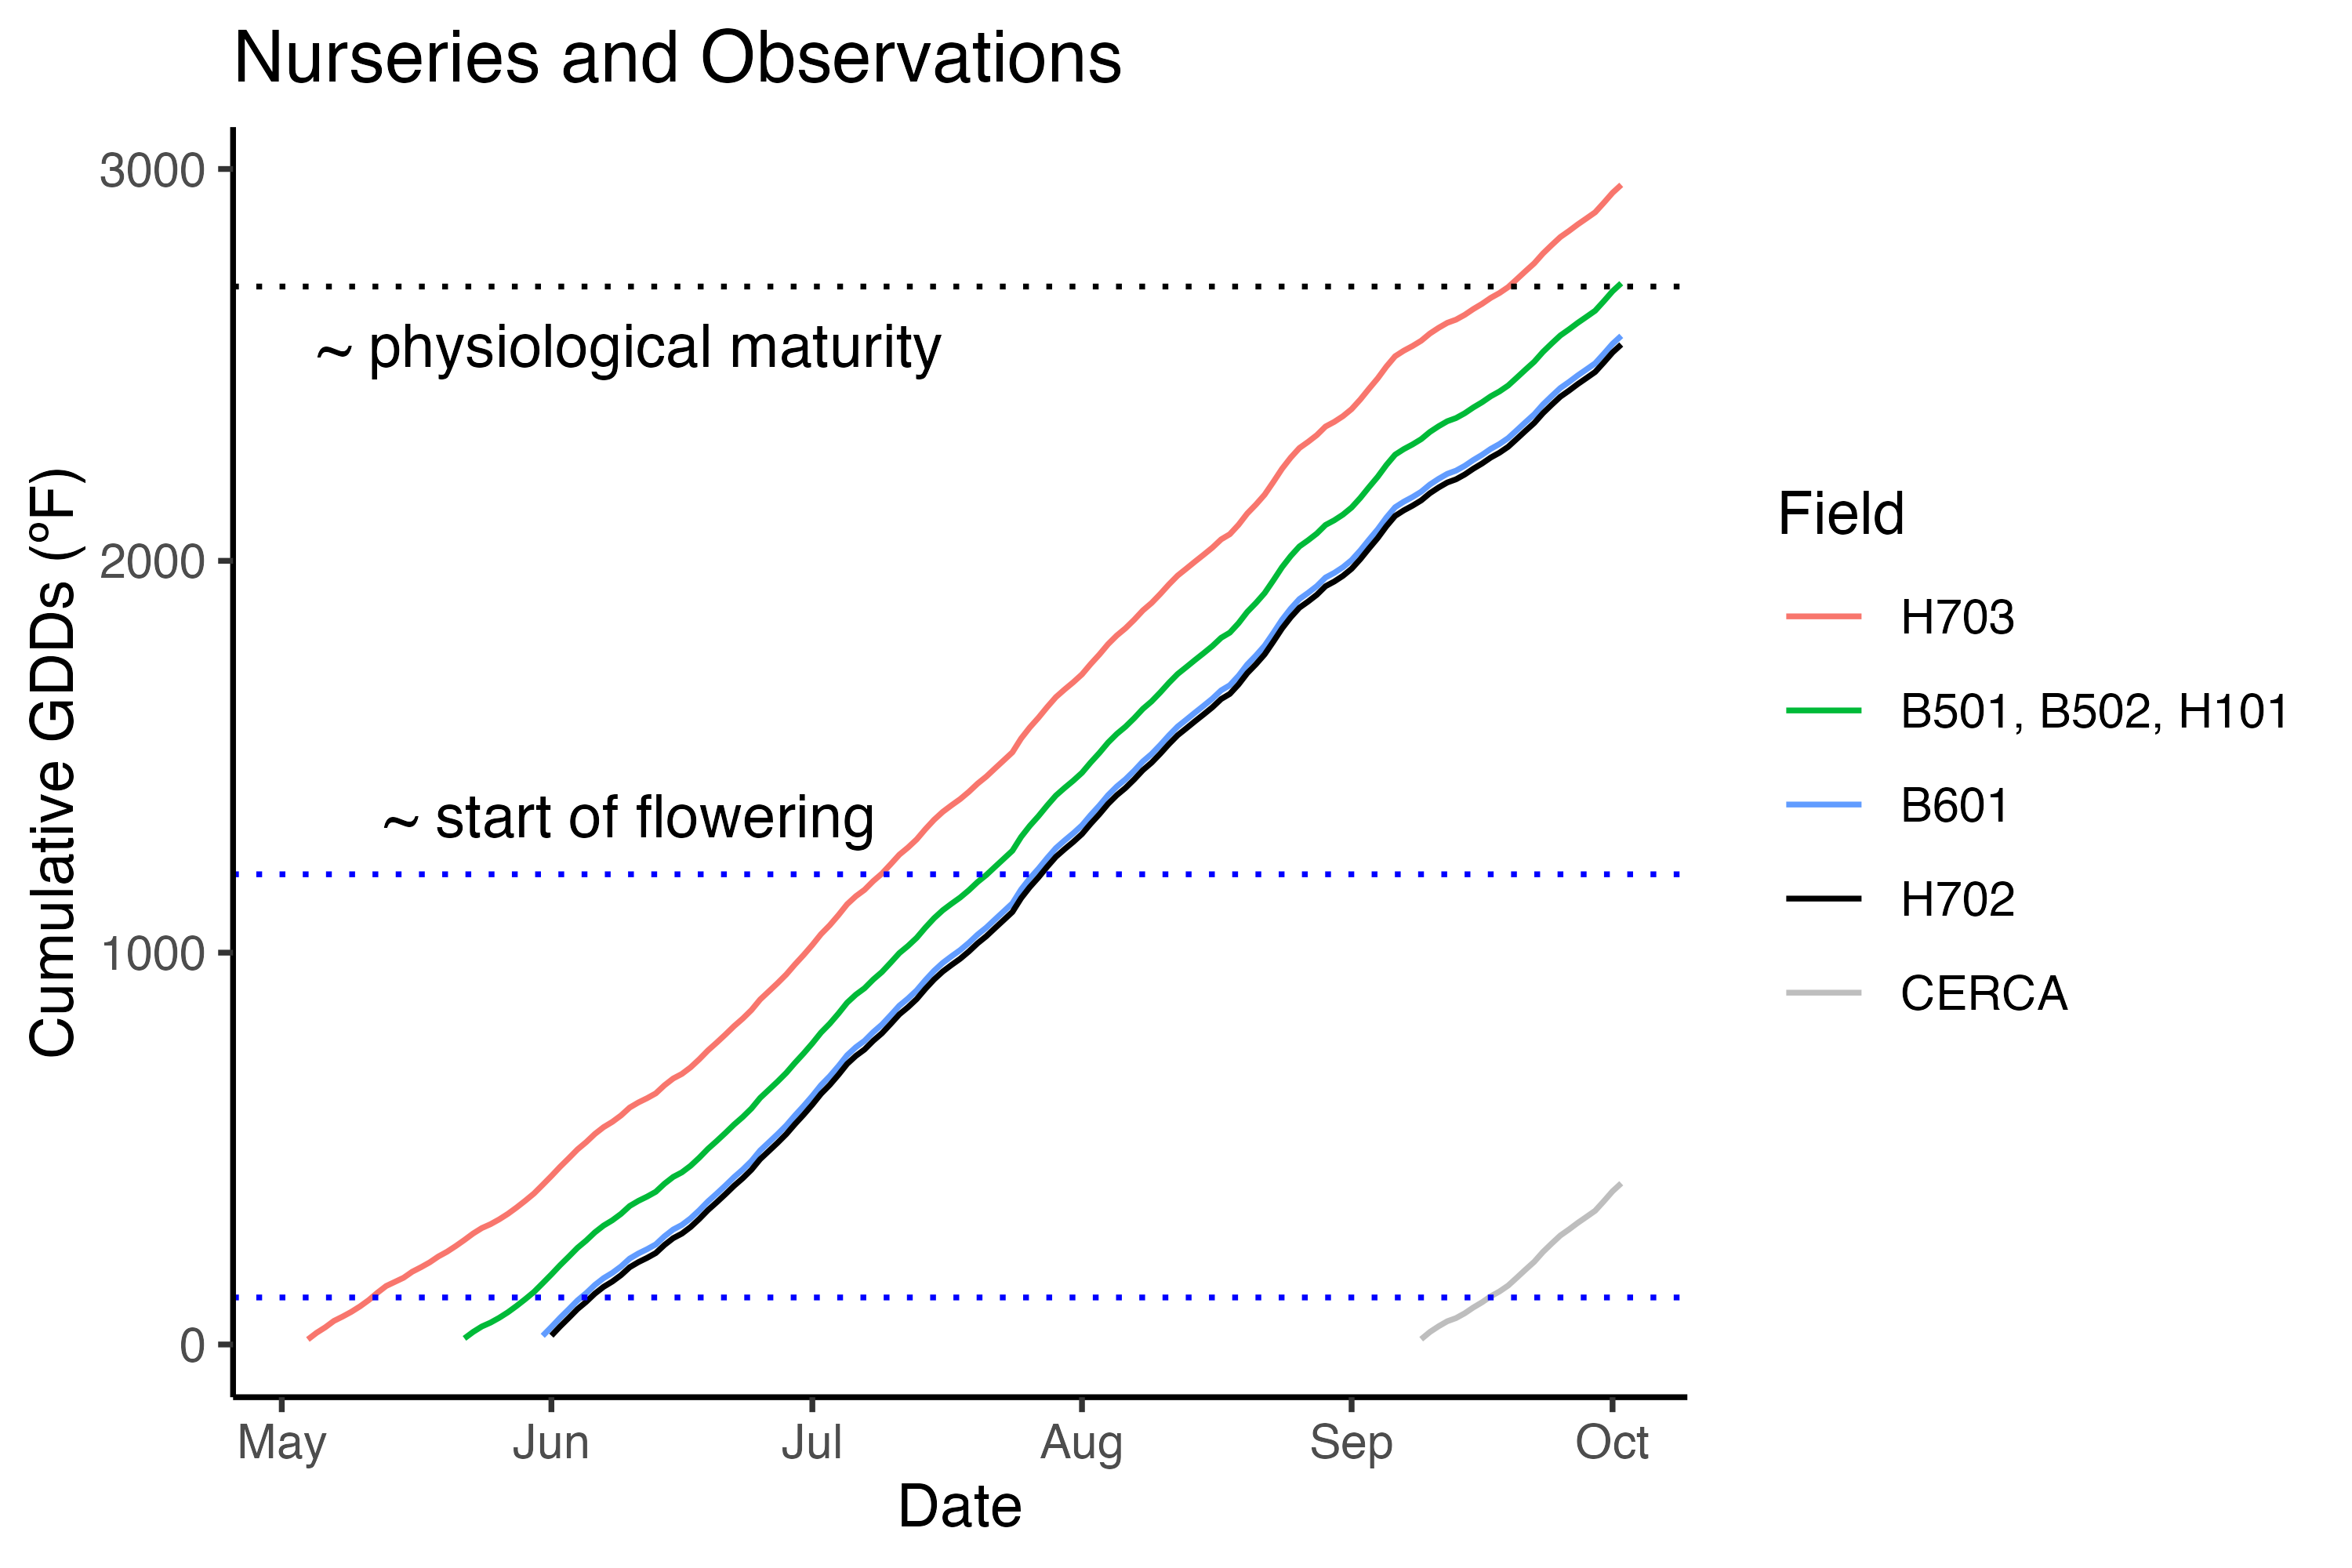 Nurseries and Observations
3000
~ physiological maturity
2000
~ start of flowering
1000
0
Cumulative GDDs (ºF)
May Jun Jul Aug Sep Oct
Date
Field
H703
B501, B502, H101
B601
H702
CERCA